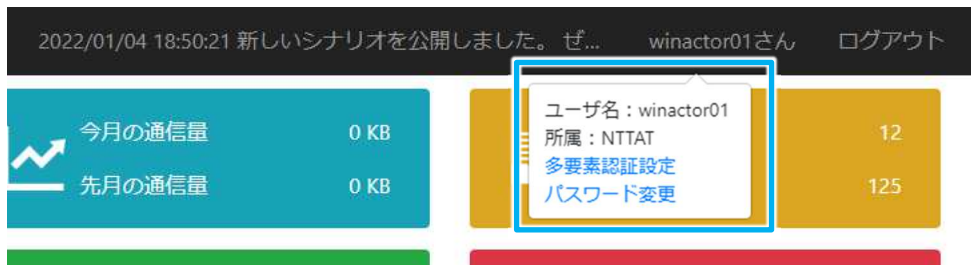 2022/01/04 18:50:21 新しいシナリオを公開しました。 ぜ... winactor01さん ログアウト
今月の通信量 0 KB
先月の通信量 0 KB
ユーザ名：winactor01
所属：NTTAT
多要素認証設定
パスワード変更
12
125